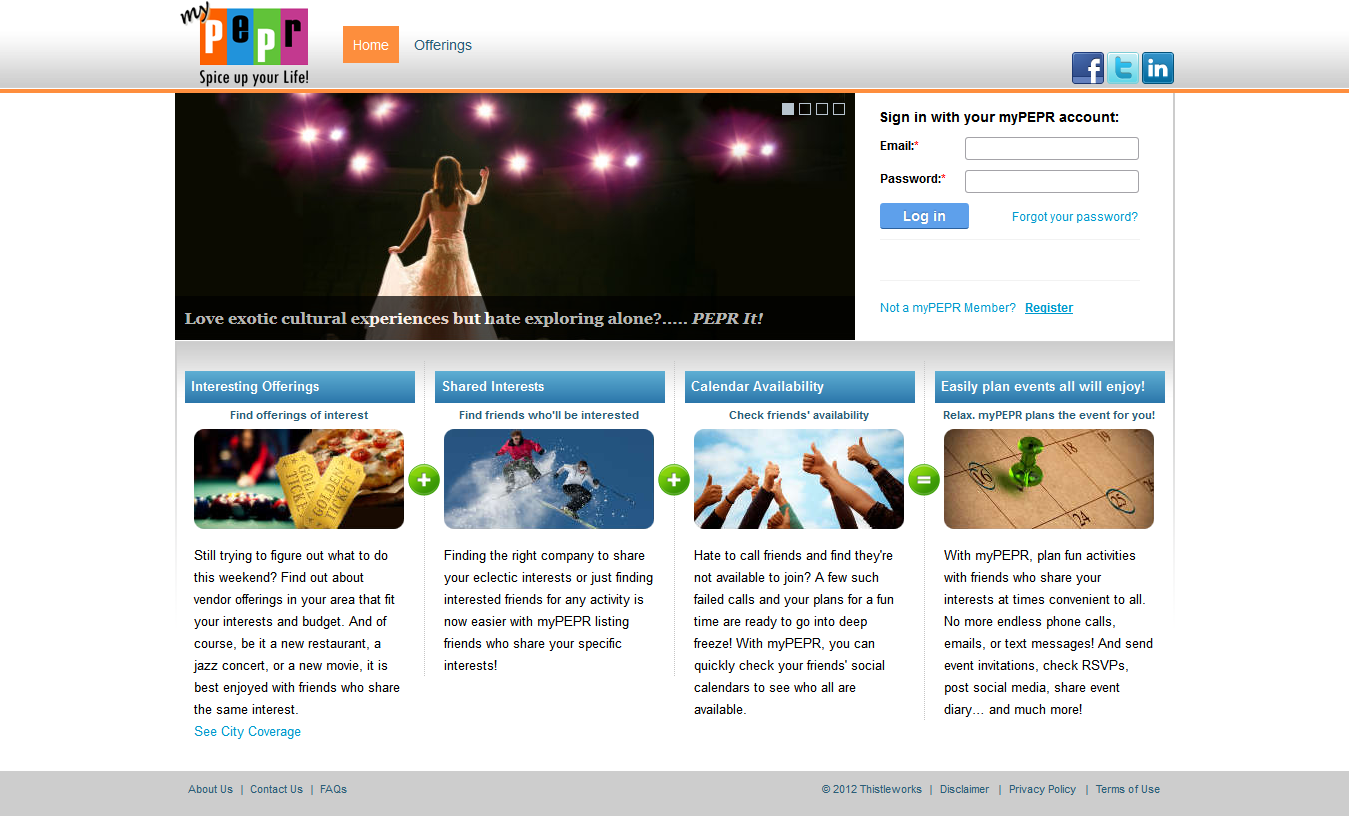 my
pepr
Spice up your Life!
Home
Offerings
f
t
in
Love exotic cultural experiences but hate exploring alone?..... PEPR It!
Sign in with your myPEPR account:
Email:*
Password:*
Log in
Forgot your password?
Not a myPEPR Member? Register
Interesting Offerings
Find offerings of interest
GOLDEN TICKET
Still trying to figure out what to do
this weekend? Find out about
vendor offerings in your area that fit
your interests and budget. And of
course, be it a new restaurant, a
jazz concert, or a new movie, it is
best enjoyed with friends who share
the same interest.
See City Coverage
+
Shared Interests
Find friends who'll be interested
Finding the right company to share
your eclectic interests or just finding
interested friends for any activity is
now easier with myPEPR listing
friends who share your specific
interests!
+
Calendar Availability
Check friends' availability
Hate to call friends and find they're
not available to join? A few such
failed calls and your plans for a fun
time are ready to go into deep
freeze! With myPEPR, you can
quickly check your friends' social
calendars to see who all are
available.
=
Easily plan events all will enjoy!
Relax. myPEPR plans the event for you!
16
18
19
24
25
With myPEPR, plan fun activities
with friends who share your
interests at times convenient to all.
No more endless phone calls,
emails, or text messages! And send
event invitations, check RSVPs,
post social media, share event
diary... and much more!
About Us | Contact Us | FAQs
© 2012 Thistleworks | Disclaimer | Privacy Policy | Terms of Use